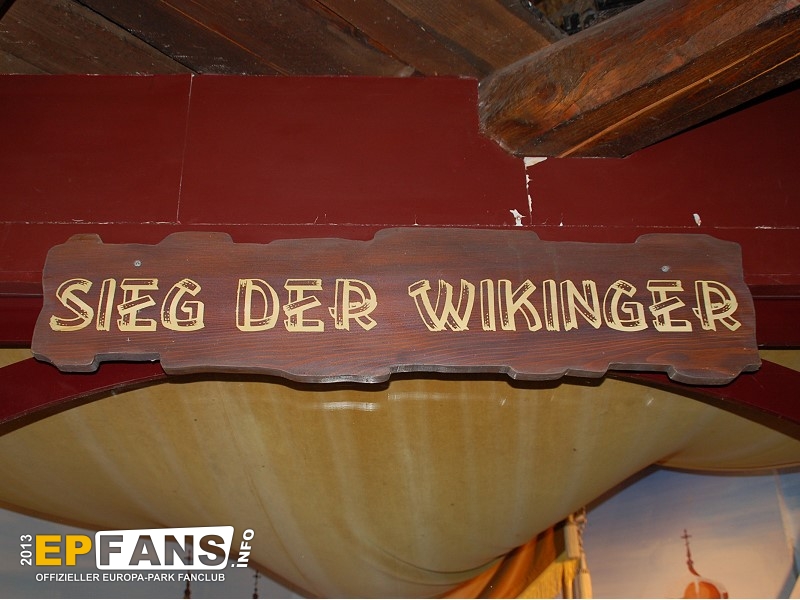 SIEG DER WIKINGER
2013
EPFANS.INFO
OFFIZIELLER EUROPA-PARK FANCLUB